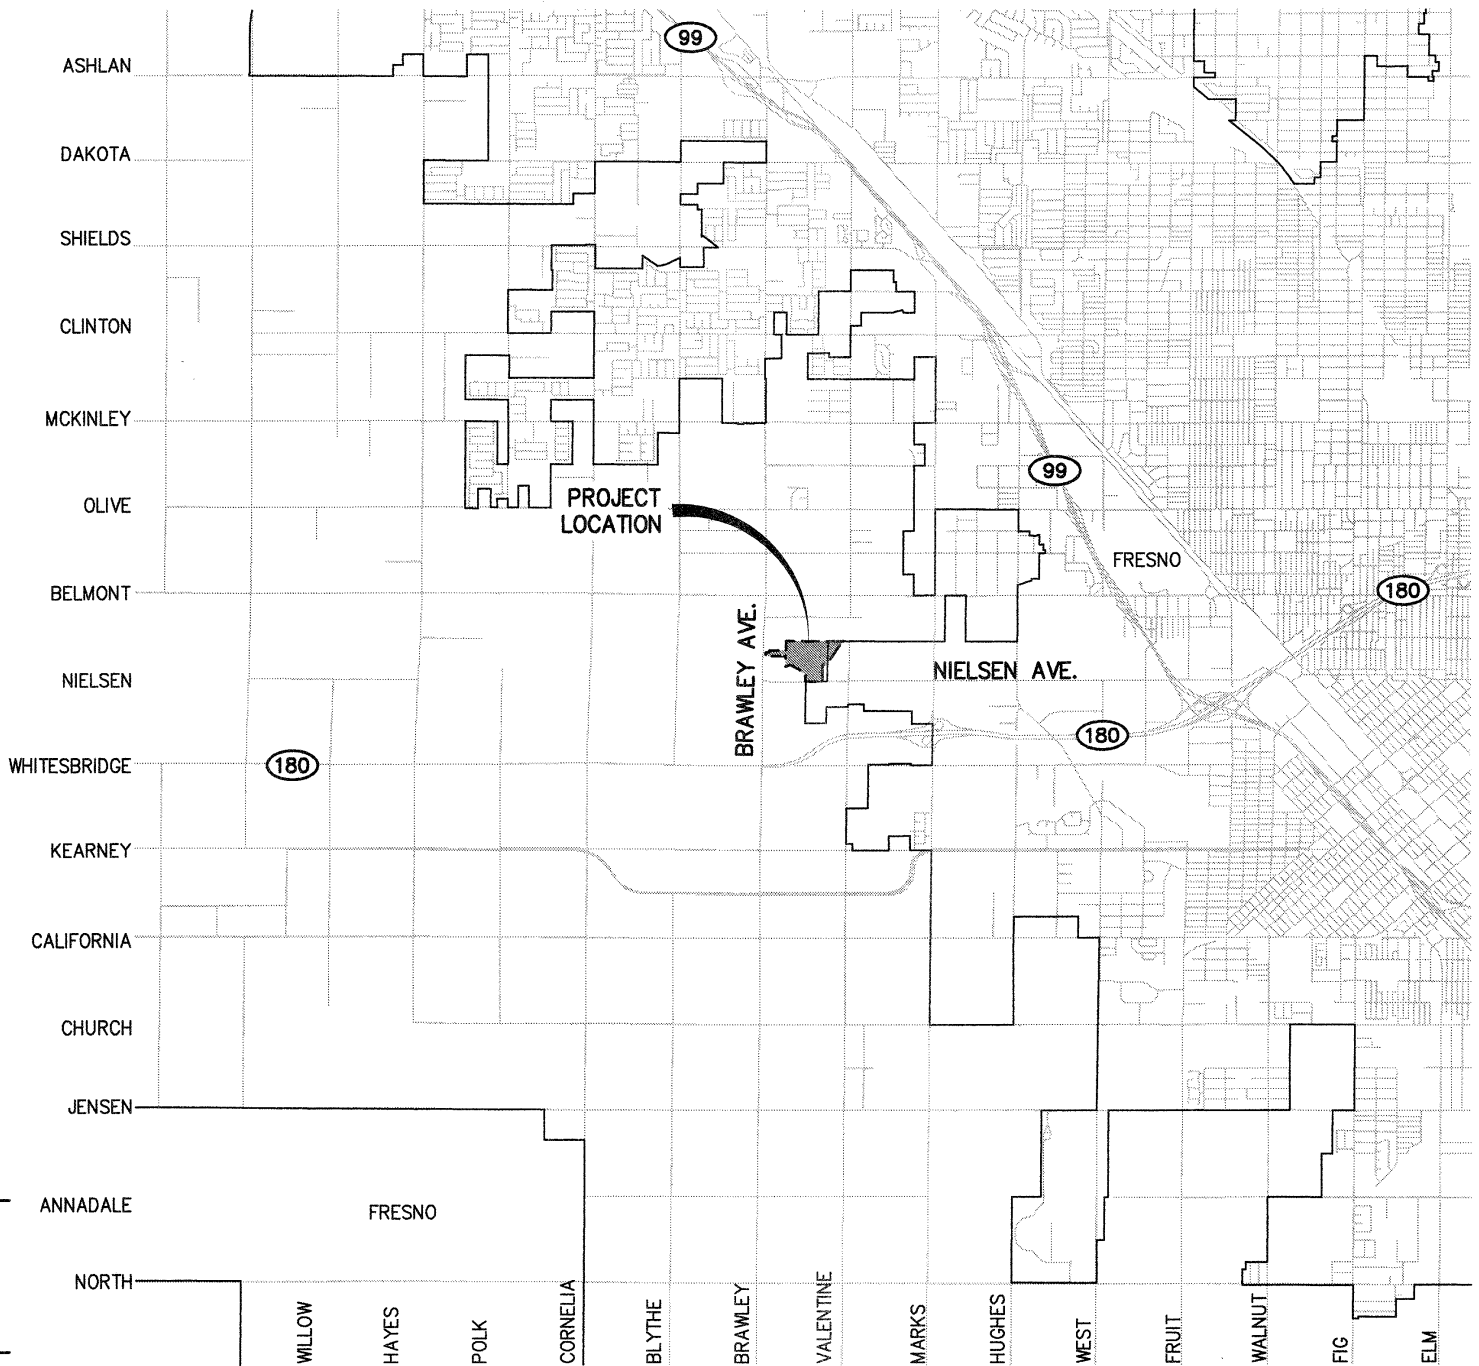 99
ASHLAN
DAKOTA
SHIELDS
CLINTON
MCKINLEY
99
OLIVE
PROJECT
LOCATION
FRESNO
BELMONT
180
BRAWLEY AVE.
NIELSEN AVE.
NIELSEN
180
WHITESBRIDGE
180
KEARNEY
CALIFORNIA
CHURCH
JENSEN
ANNADALE
FRESNO
NORTH
WILLOW
HAYES
POLK
CORNELIA
BLYTHE
BRAWLEY
VALENTINE
MARKS
HUGHES
WEST
FRUIT
WALNUT
FIG
ELM